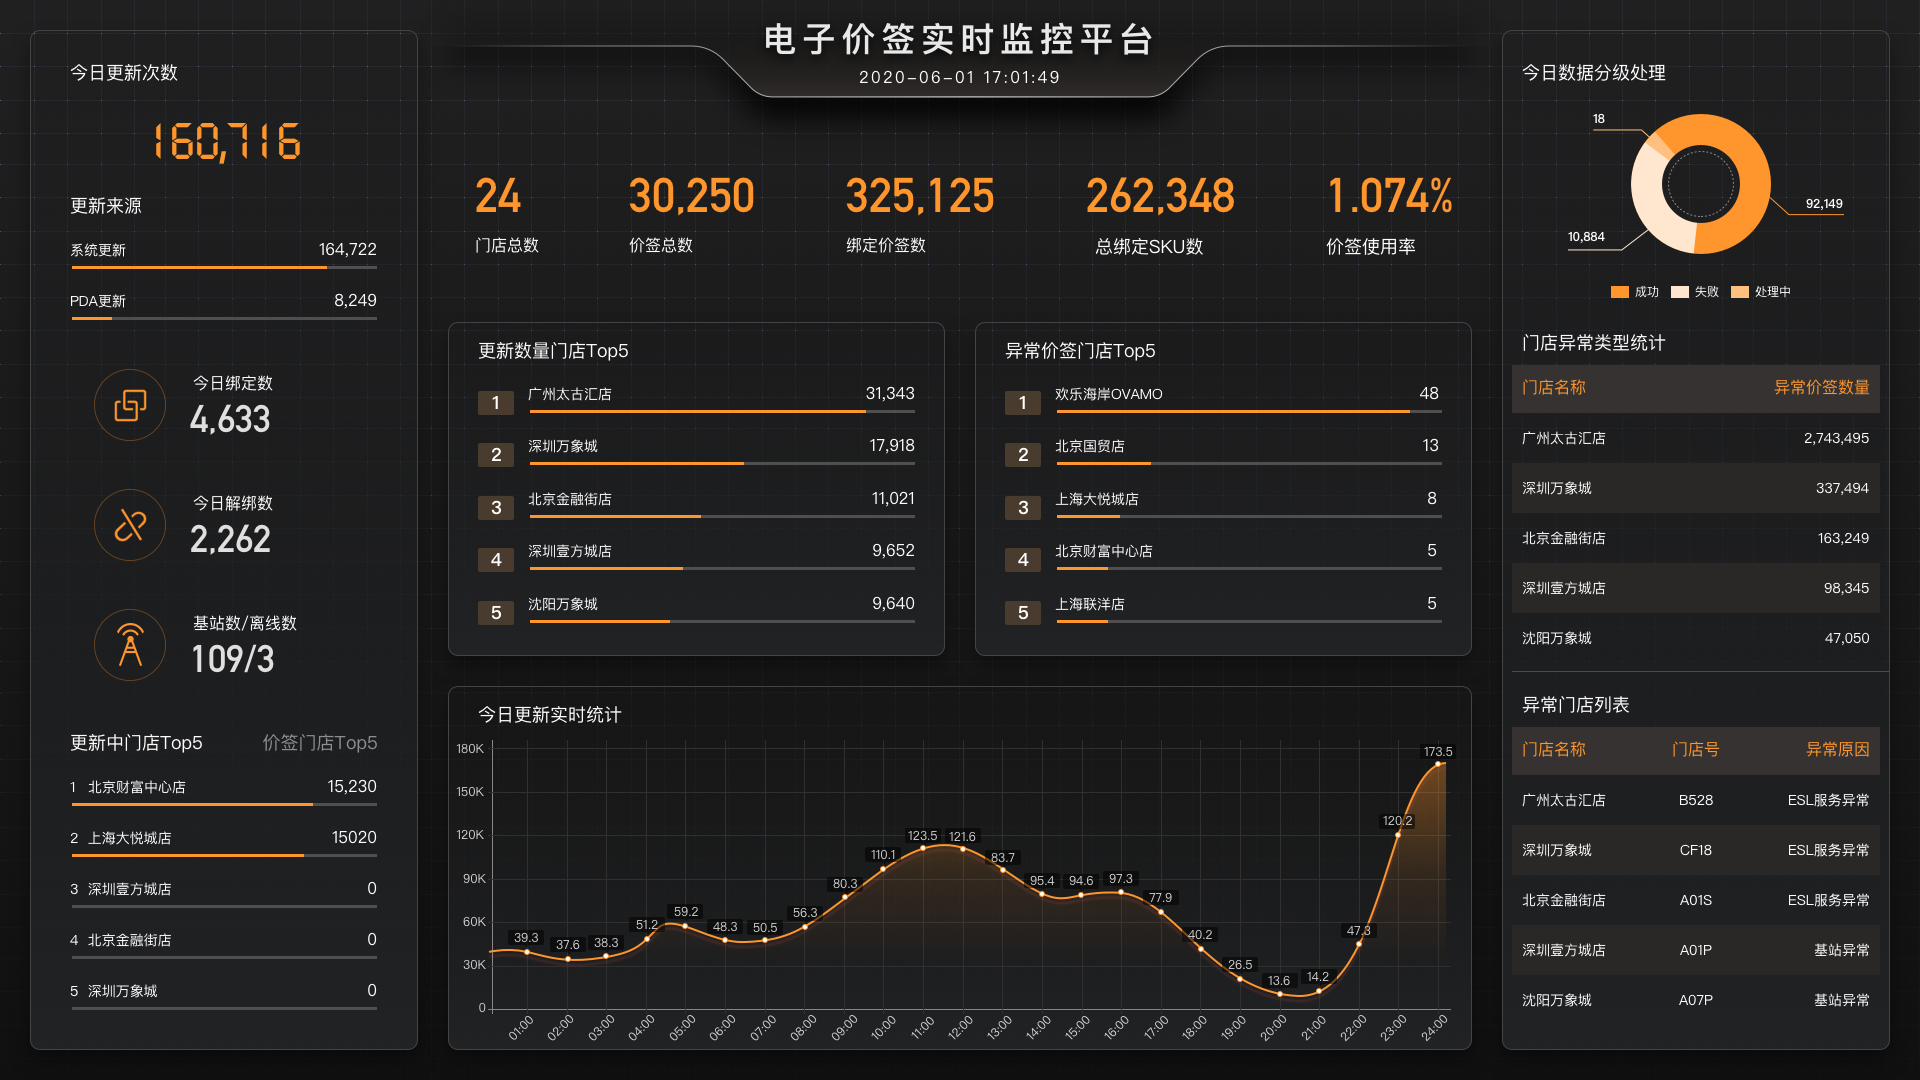 电子价签实时监控平台
2020-06-01 17:01:49
今日更新次数
160,716
更新来源
系统更新 164,722
PDA更新 8,249
今日绑定数
4,633
今日解绑数
2,262
基站数/离线数
109/3
更新中门店Top5 价签门店Top5
1 北京财富中心店 15,230
2 上海大悦城店 15020
3 深圳壹方城店 0
4 北京金融街店 0
5 深圳万象城 0
24 30,250 325,125 262,348 1.074%
门店总数 价签总数 绑定价签数 总绑定SKU数 价签使用率
更新数量门店Top5
1 广州太古汇店 31,343
2 深圳万象城 17,918
3 北京金融街店 11,021
4 深圳壹方城店 9,652
5 沈阳万象城 9,640
异常价签门店Top5
1 欢乐海岸OVAMO 48
2 北京国贸店 13
3 上海大悦城店 8
4 北京财富中心店 5
5 上海联洋店 5
今日更新实时统计
180K
150K
120K
90K
60K
30K
0
39.3 37.6 38.3 51.2 59.2 48.3 50.5 56.3 80.3 110.1 123.5 121.6 83.7 95.4 94.6 97.3 77.9 40.2 26.5 13.6 14.2 47.3 120.2 173.5
01:00 02:00 03:00 04:00 05:00 06:00 07:00 08:00 09:00 10:00 11:00 12:00 13:00 14:00 15:00 16:00 17:00 18:00 19:00 20:00 21:00 22:00 23:00 24:00
今日数据分级处理
18
92,149
10,884
成功 失败 处理中
门店异常类型统计
门店名称 异常价签数量
广州太古汇店 2,743,495
深圳万象城 337,494
北京金融街店 163,249
深圳壹方城店 98,345
沈阳万象城 47,050
异常门店列表
门店名称 门店号 异常原因
广州太古汇店 B528 ESL服务异常
深圳万象城 CF18 ESL服务异常
北京金融街店 A01S ESL服务异常
深圳壹方城店 A01P 基站异常
沈阳万象城 A07P 基站异常